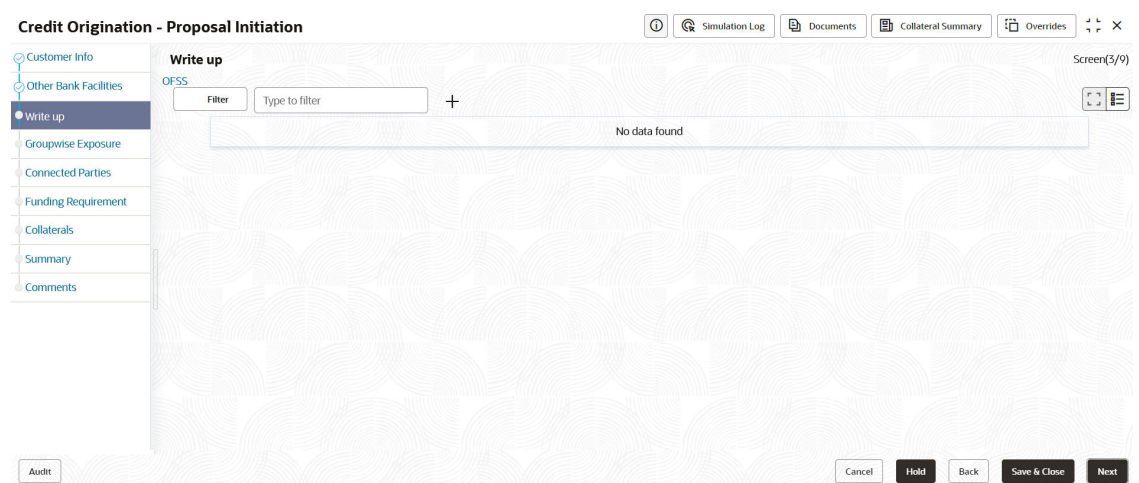 Credit Origination - Proposal Initiation
Simulation Log
Documents
Collateral Summary
Overrides
Customer Info
Other Bank Facilities
Write up
Groupwise Exposure
Connected Parties
Funding Requirement
Collaterals
Summary
Comments
Write up
Screen(3/9)
OFSS
Filter
Type to filter
No data found
Audit
Cancel
Hold
Back
Save & Close
Next